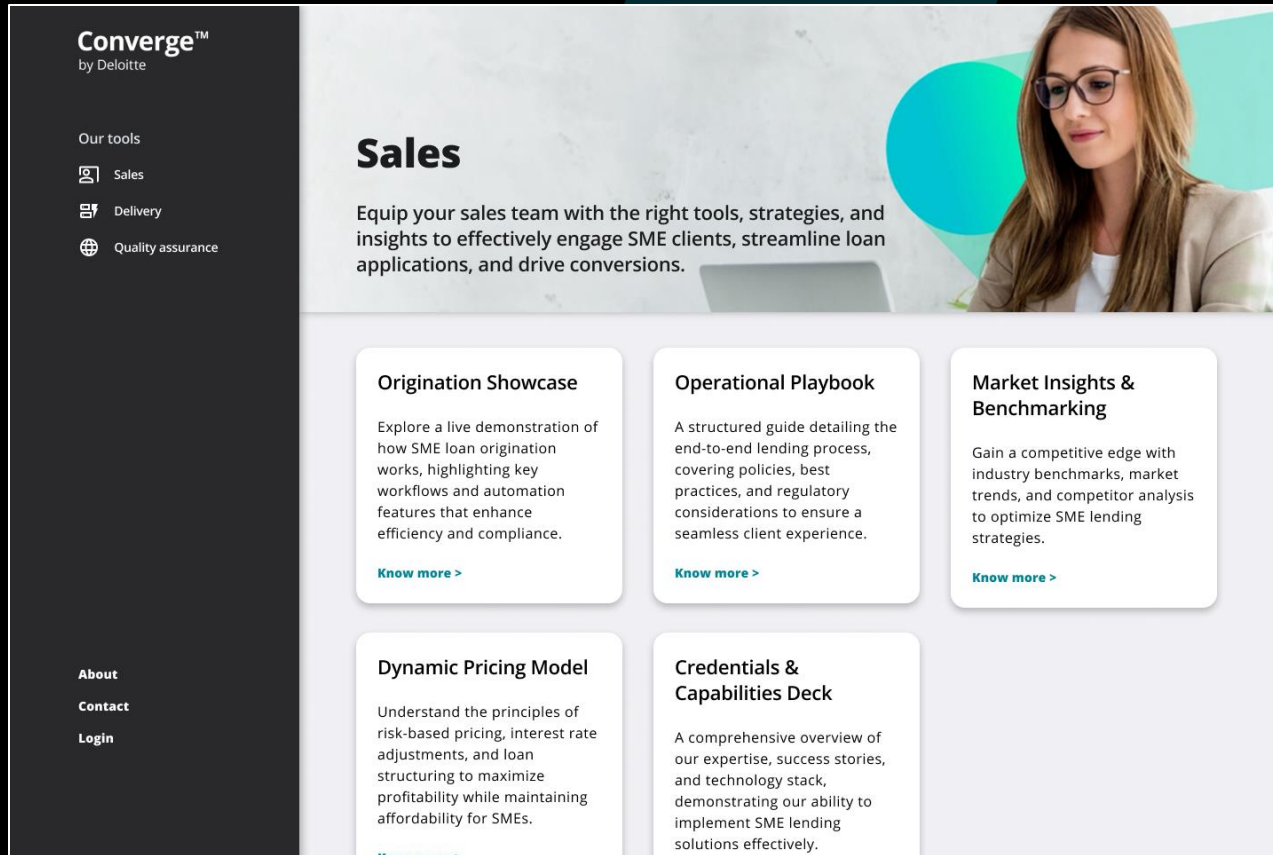 Converge™
by Deloitte
Our tools
Sales
Delivery
Quality assurance
About
Contact
Login
Sales
Equip your sales team with the right tools, strategies, and
insights to effectively engage SME clients, streamline loan
applications, and drive conversions.
Origination Showcase
Explore a live demonstration of
how SME loan origination
works, highlighting key
workflows and automation
features that enhance
efficiency and compliance.
Know more >
Operational Playbook
A structured guide detailing the
end-to-end lending process,
covering policies, best
practices, and regulatory
considerations to ensure a
seamless client experience.
Know more >
Market Insights &
Benchmarking
Gain a competitive edge with
industry benchmarks, market
trends, and competitor analysis
to optimize SME lending
strategies.
Know more >
Dynamic Pricing Model
Understand the principles of
risk-based pricing, interest rate
adjustments, and loan
structuring to maximize
profitability while maintaining
affordability for SMEs.
Credentials &
Capabilities Deck
A comprehensive overview of
our expertise, success stories,
and technology stack,
demonstrating our ability to
implement SME lending
solutions effectively.